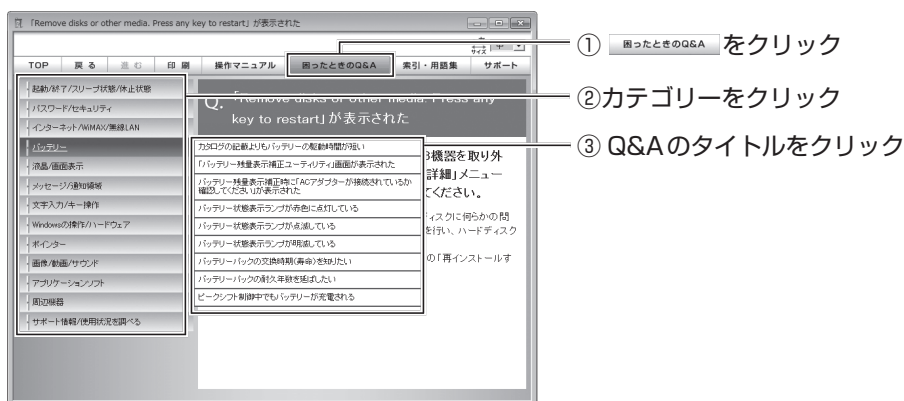 「Remove disks or other media. Press any key to restart」が表示された
サイズ 中
TOP 戻る 進む 印刷 操作マニュアル 困ったときのQ&A 索引・用語集 サポート
① 困ったときのQ&A をクリック
②カテゴリーをクリック
③ Q&Aのタイトルをクリック
起動/終了/スリープ状態/休止状態
パスワード/セキュリティ
インターネット/WiMAX/無線LAN
バッテリー
液晶/画面表示
メッセージ/通知領域
文字入力/キー操作
Windowsの操作/ハードウェア
ポインター
画像/動画/サウンド
アプリケーションソフト
周辺機器
サポート情報/使用状況を調べる
Q. 「Remove disks or other media. Press any
key to restart」が表示された
カタログの記載よりもバッテリーの駆動時間が短い
「バッテリー残量表示補正ユーティリティ」画面が表示された
バッテリー残量表示補正時に「ACアダプターが接続されているか
確認してください」が表示された
バッテリー状態表示ランプが赤色に点灯している
バッテリー状態表示ランプが点滅している
バッテリー状態表示ランプが明滅している
バッテリーパックの交換時期(寿命)を知りたい
バッテリーパックの耐久年数を延ばしたい
ピークシフト制御中でもバッテリーが充電される
機器を取り外
詳細」メニュー
てください。
ィスクに何らかの問
を行い、ハードディスク
の「再インストールす